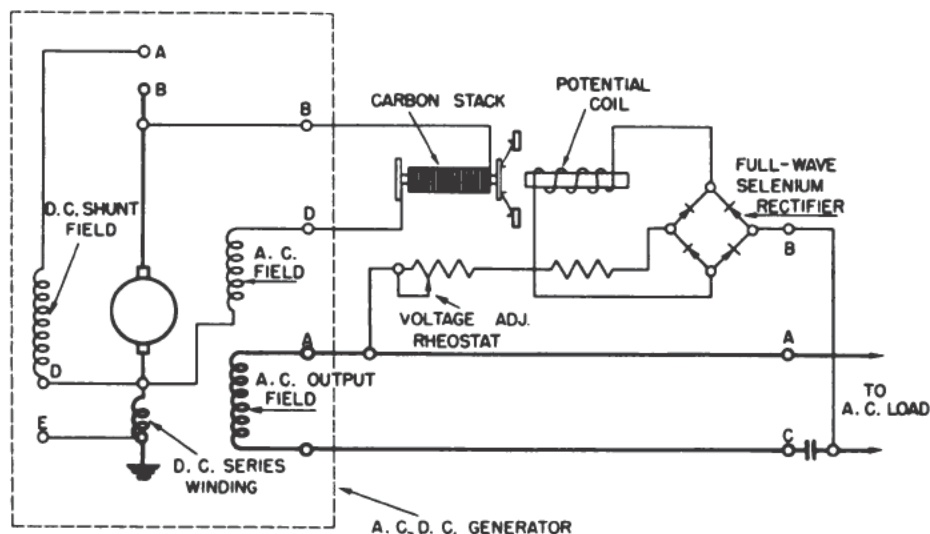 A
B
B
CARBON STACK
POTENTIAL
COIL
FULL-WAVE
SELENIUM
RECTIFIER
D.C. SHUNT
FIELD
D
A. C.
FIELD
B
VOLTAGE ADJ.
RHEOSTAT
D
A
A
A. C. OUTPUT
FIELD
TO
A. C. LOAD
E
C
D. C. SERIES
WINDING
A. C. D. C. GENERATOR